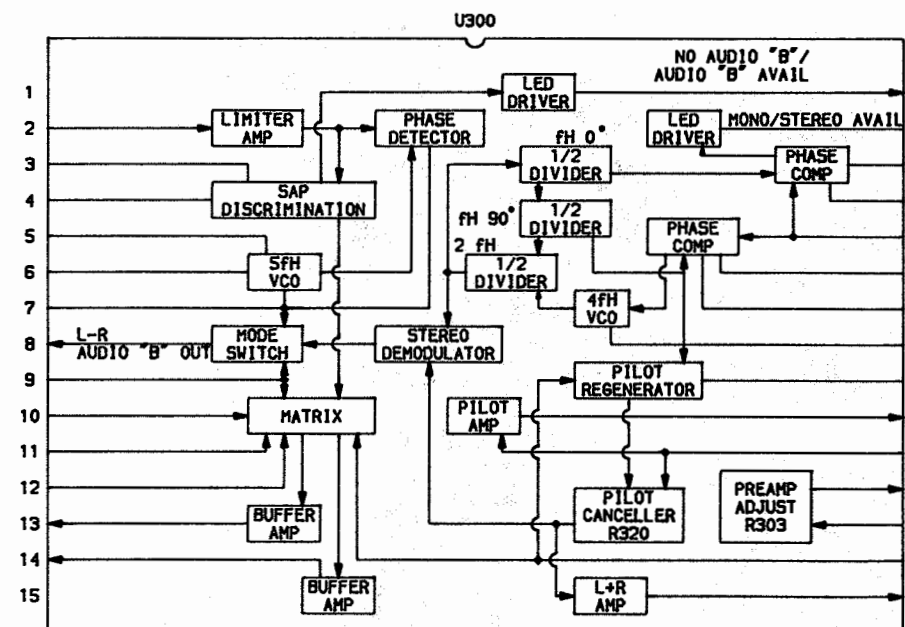 U300
NO AUDIO "B"/
AUDIO "B" AVAIL
1
LED
DRIVER
2
LIMITER
AMP
PHASE
DETECTOR
LED
DRIVER
MONO/STEREO AVAIL
fH 0°
3
1/2
DIVIDER
PHASE
COMP
4
SAP
DISCRIMINATION
fH 90°
1/2
DIVIDER
5
PHASE
COMP
2 fH
6
5fH
VCO
1/2
DIVIDER
7
4fH
VCO
8
L-R
AUDIO "B" OUT
MODE
SWITCH
STEREO
DEMODULATOR
9
PILOT
REGENERATOR
10
MATRIX
PILOT
AMP
11
12
PILOT
CANCELLER
R320
PREAMP
ADJUST
R303
13
BUFFER
AMP
14
15
BUFFER
AMP
L+R
AMP